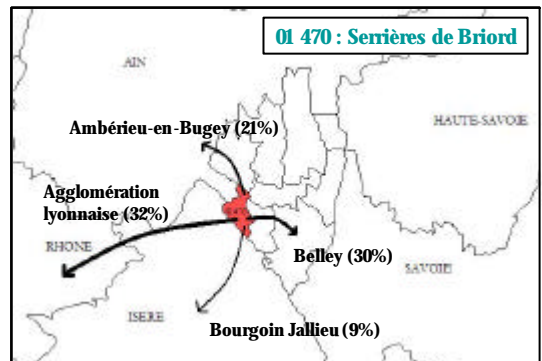 01 470 : Serrières de Briord
AIN
HAUTE-SAVOIE
Ambérieu-en-Bugey (21%)
Agglomération
lyonnaise (32%)
RHONE
Belley (30%)
SAVOIE
ISERE
Bourgoin Jallieu (9%)